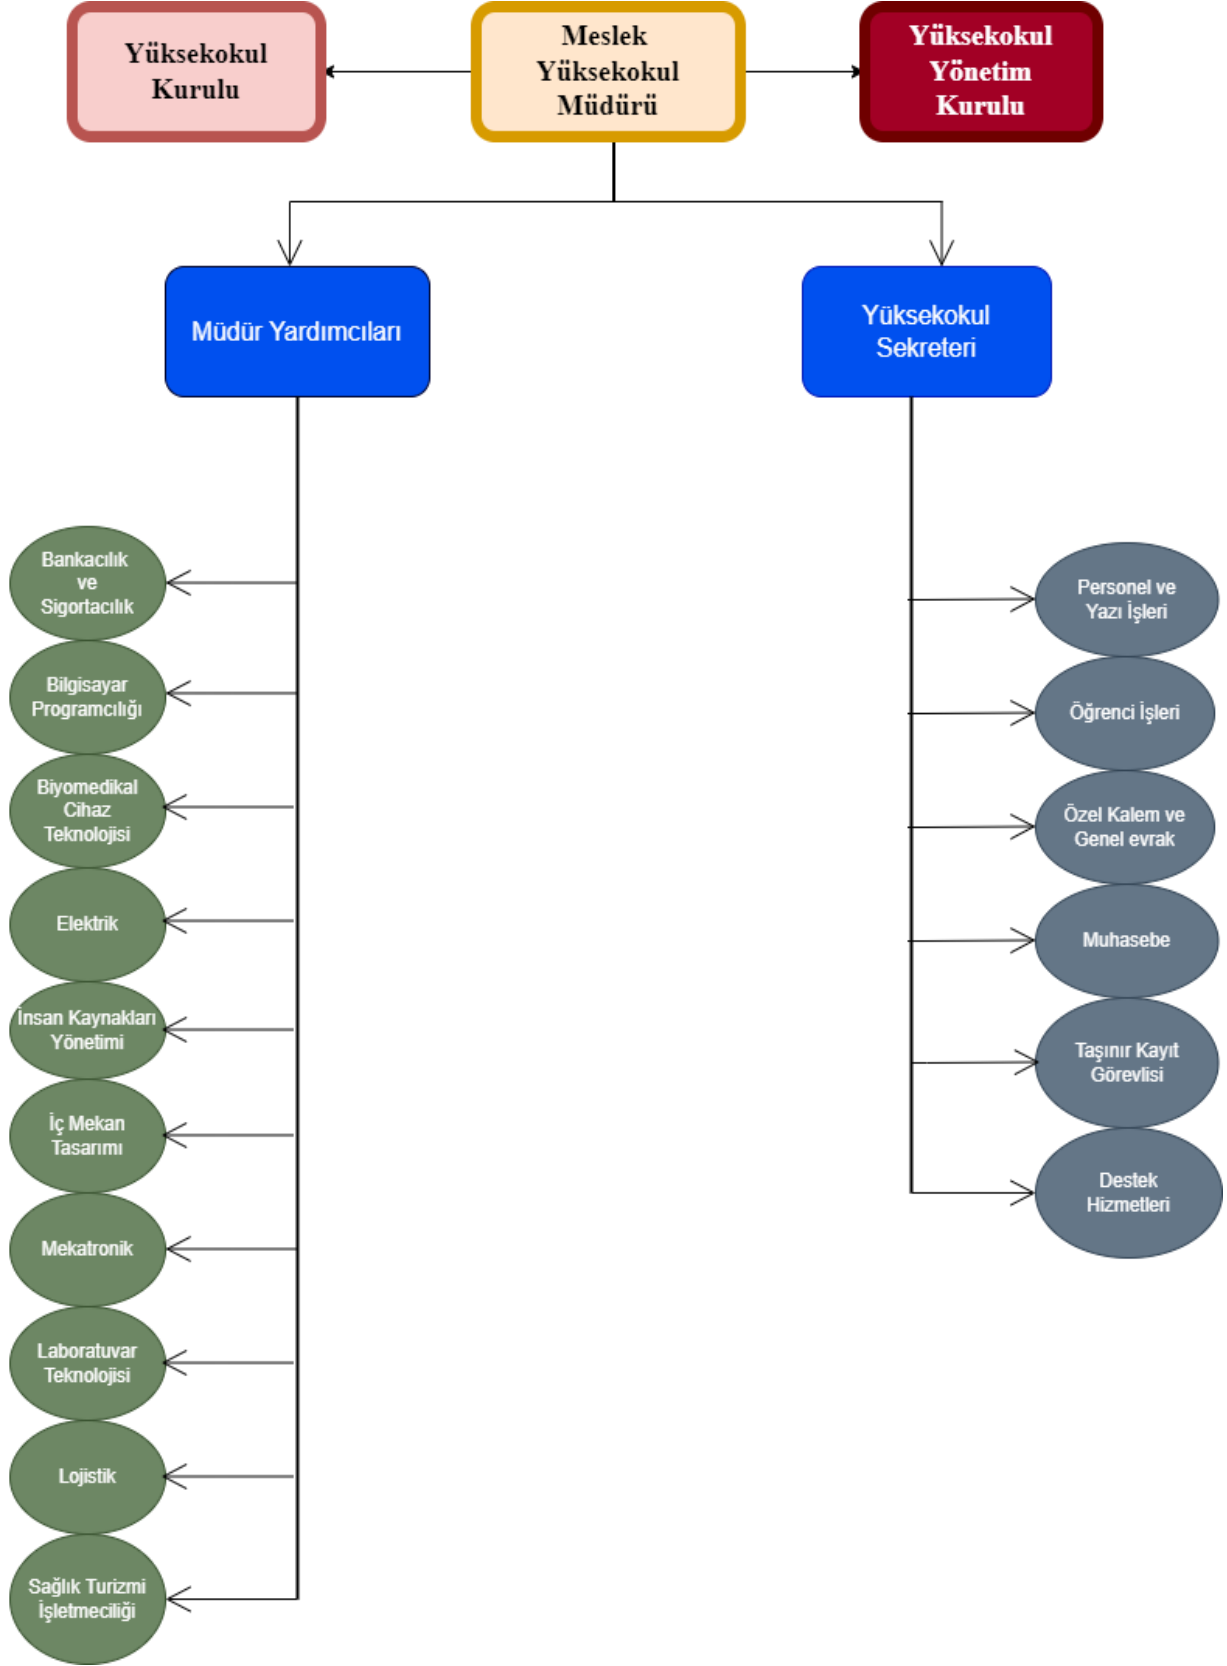 Yüksekokul
Kurulu
Meslek
Yüksekokul
Müdürü
Yüksekokul
Yönetim
Kurulu
Müdür Yardımcıları
Yüksekokul
Sekreteri
Bankacılık
ve
Sigortacılık
Bilgisayar
Programcılığı
Biyomedikal
Cihaz
Teknolojisi
Elektrik
İnsan Kaynakları
Yönetimi
İç Mekan
Tasarımı
Mekatronik
Laboratuvar
Teknolojisi
Lojistik
Sağlık Turizmi
İşletmeciliği
Personel ve
Yazı İşleri
Öğrenci İşleri
Özel Kalem ve
Genel evrak
Muhasebe
Taşınır Kayıt
Görevlisi
Destek
Hizmetleri